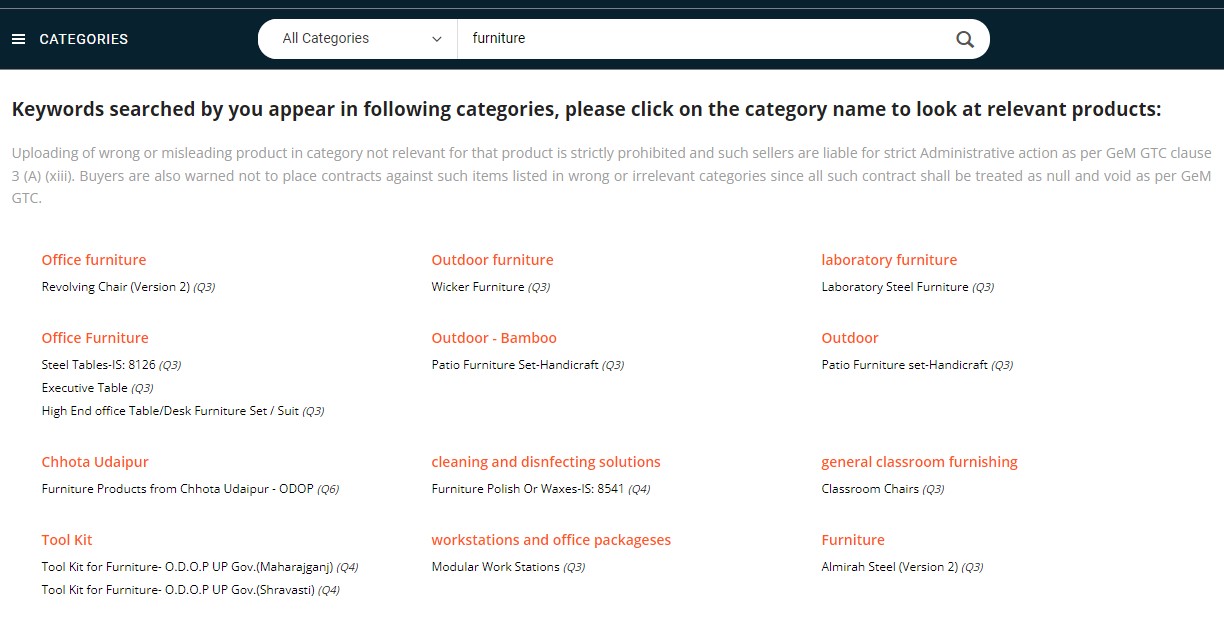 CATEGORIES
All Categories
furniture
Keywords searched by you appear in following categories, please click on the category name to look at relevant products:
Uploading of wrong or misleading product in category not relevant for that product is strictly prohibited and such sellers are liable for strict Administrative action as per GeM GTC clause
3 (A) (xiii). Buyers are also warned not to place contracts against such items listed in wrong or irrelevant categories since all such contract shall be treated as null and void as per GeM
GTC.
Office furniture
Revolving Chair (Version 2) (Q3)
Outdoor furniture
Wicker Furniture (Q3)
laboratory furniture
Laboratory Steel Furniture (Q3)
Office Furniture
Steel Tables-IS: 8126 (Q3)
Executive Table (Q3)
High End office Table/Desk Furniture Set / Suit (Q3)
Outdoor - Bamboo
Patio Furniture Set-Handicraft (Q3)
Outdoor
Patio Furniture set-Handicraft (Q3)
Chhota Udaipur
Furniture Products from Chhota Udaipur - ODOP (Q6)
cleaning and disnfecting solutions
Furniture Polish Or Waxes-IS: 8541 (Q4)
general classroom furnishing
Classroom Chairs (Q3)
Tool Kit
Tool Kit for Furniture- O.D.O.P UP Gov.(Maharajganj) (Q4)
Tool Kit for Furniture- O.D.O.P UP Gov.(Shravasti) (Q4)
workstations and office packageses
Modular Work Stations (Q3)
Furniture
Almirah Steel (Version 2) (Q3)